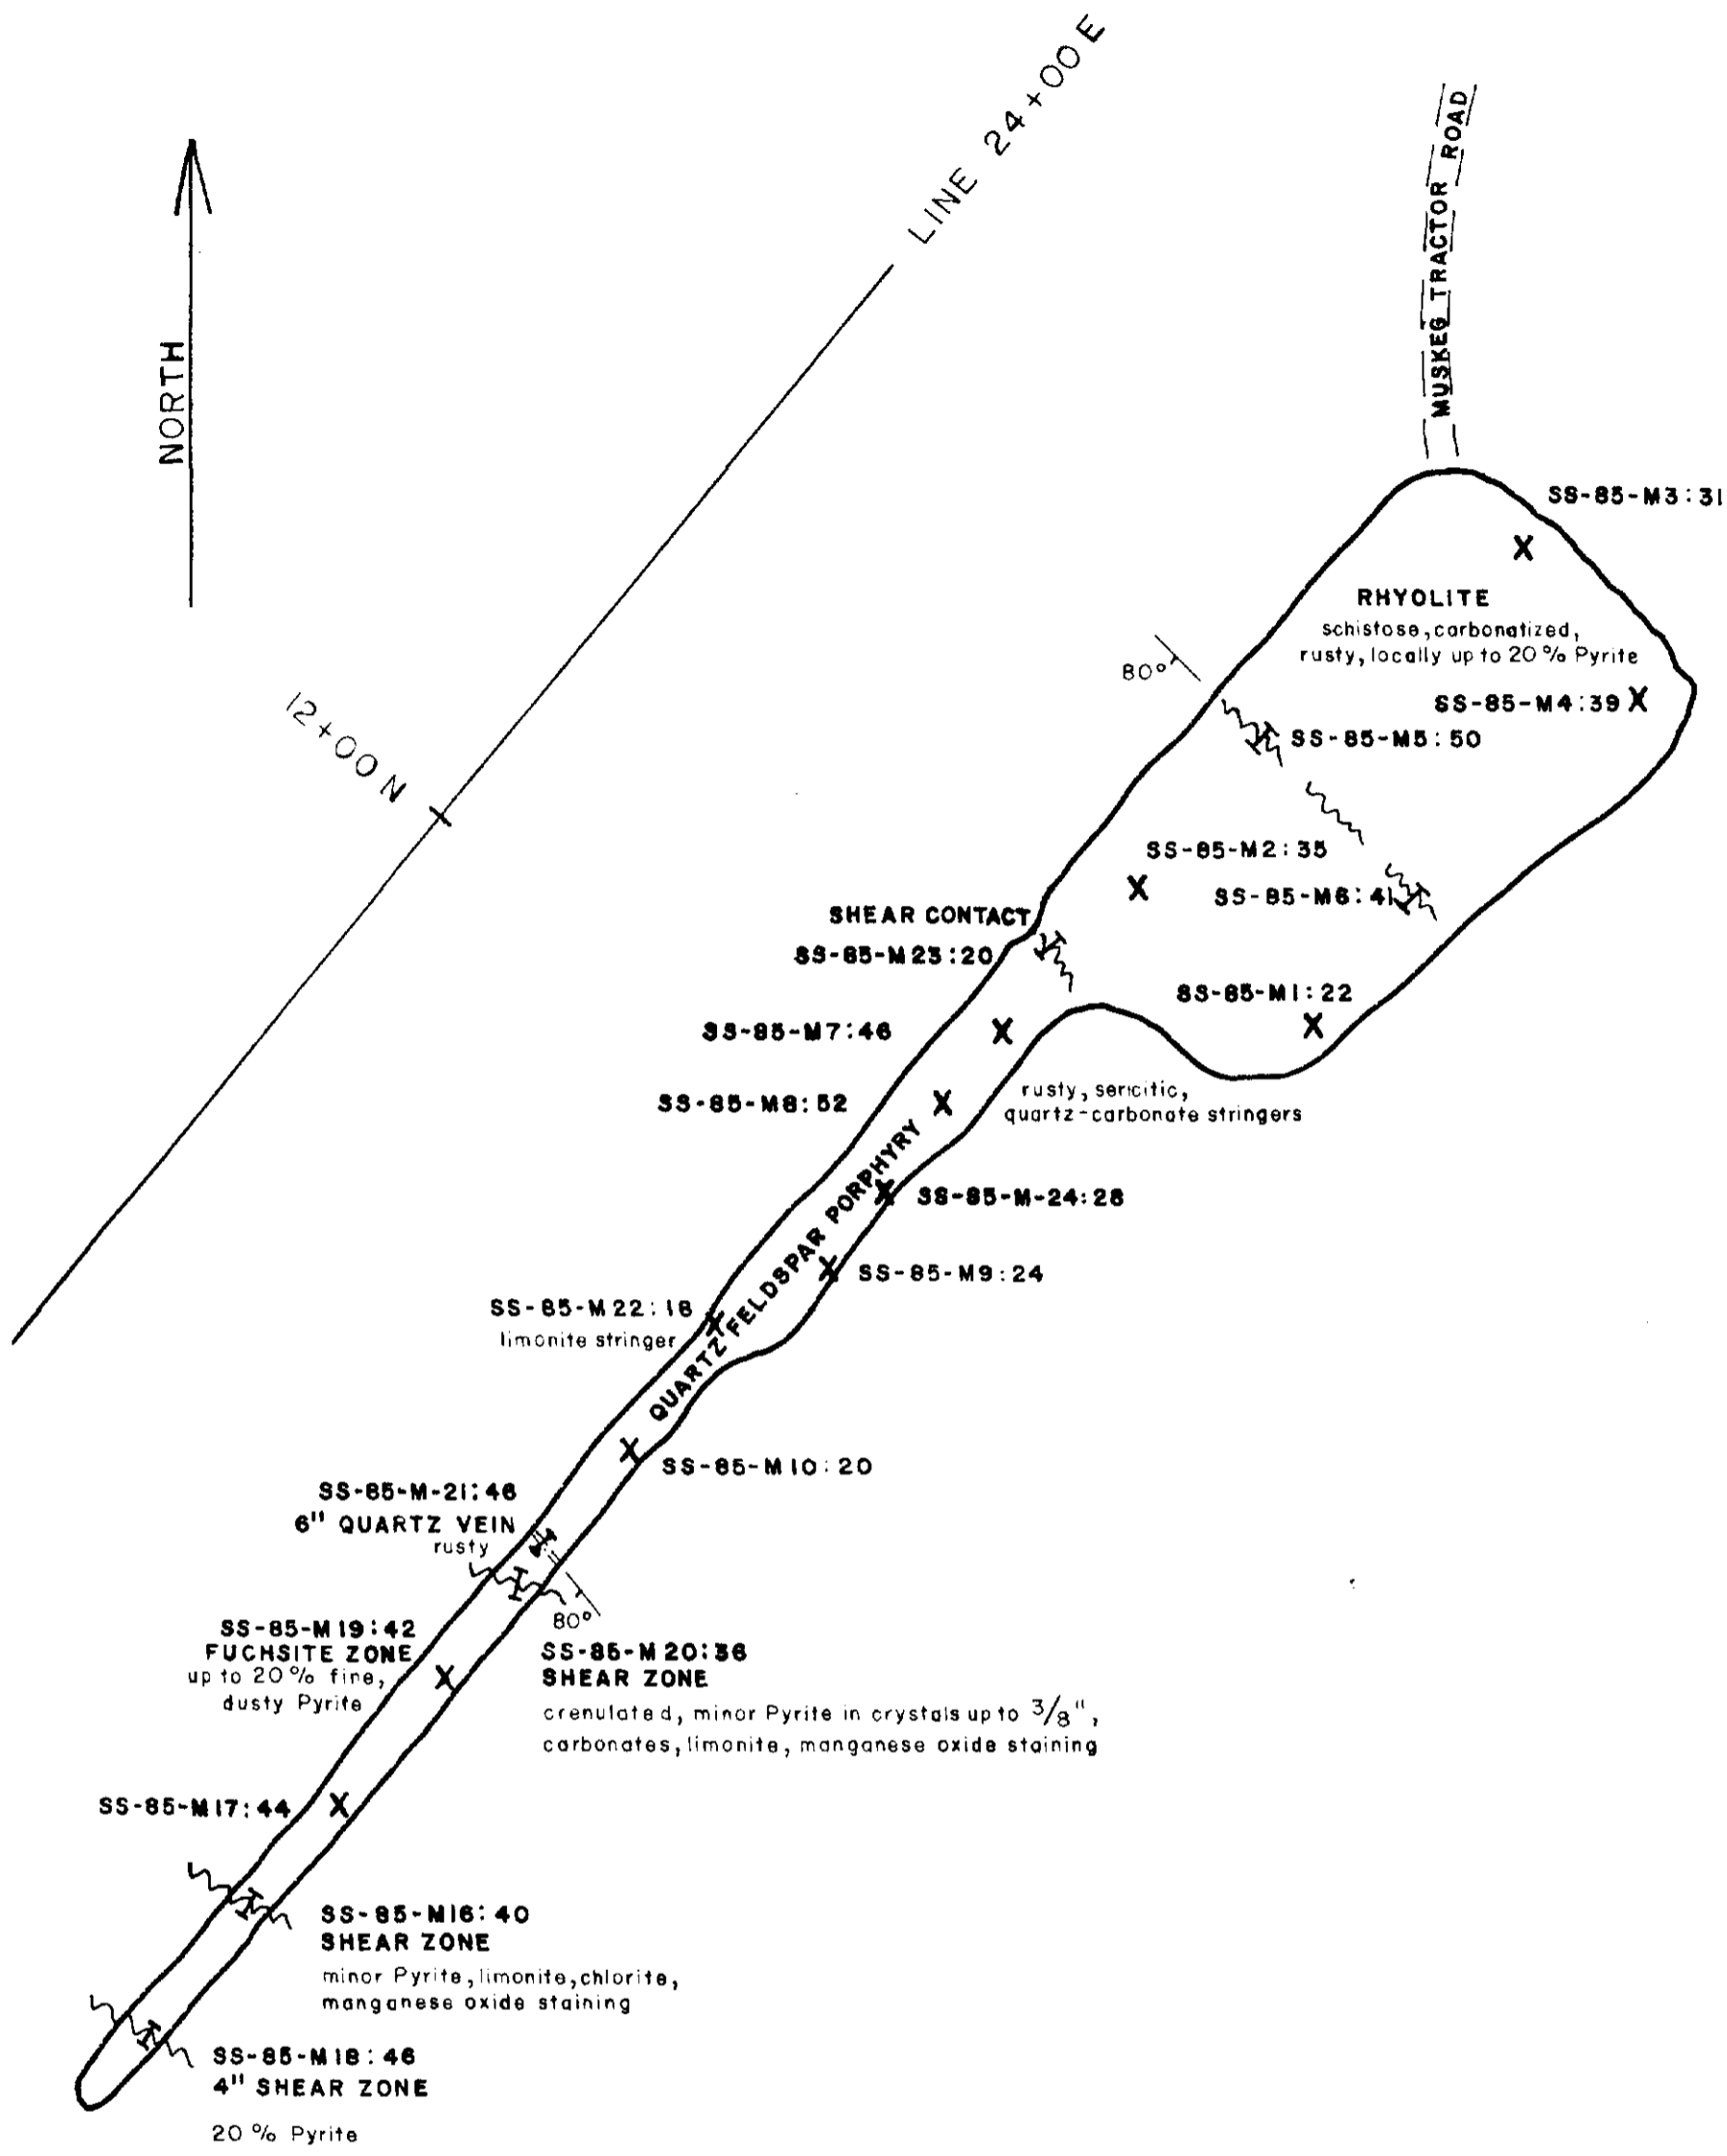 LINE 24+00E
NORTH
MUSKEG TRACTOR ROAD
SS-85-M3:31
RHYOLITE
schistose, carbonatized,
rusty, locally up to 20% Pyrite
80°
SS-85-M4:39
SS-85-M5:50
12+00N
SS-85-M2:35
SS-85-M6:41
SHEAR CONTACT
SS-85-M23:20
SS-85-M1:22
SS-85-M7:46
rusty, sericitic,
quartz-carbonate stringers
SS-85-M8:52
QUARTZ FELDSPAR PORPHYRY
SS-85-M-24:28
SS-85-M9:24
SS-85-M22:18
limonite stringer
SS-85-M10:20
SS-85-M-21:46
6" QUARTZ VEIN
rusty
80°
SS-85-M19:42
FUCHSITE ZONE
up to 20% fine,
dusty Pyrite
SS-85-M20:36
SHEAR ZONE
crenulated, minor Pyrite in crystals up to 3/8",
carbonates, limonite, manganese oxide staining
SS-85-M17:44
SS-85-M16:40
SHEAR ZONE
minor Pyrite, limonite, chlorite,
manganese oxide staining
SS-85-M18:46
4" SHEAR ZONE
20% Pyrite